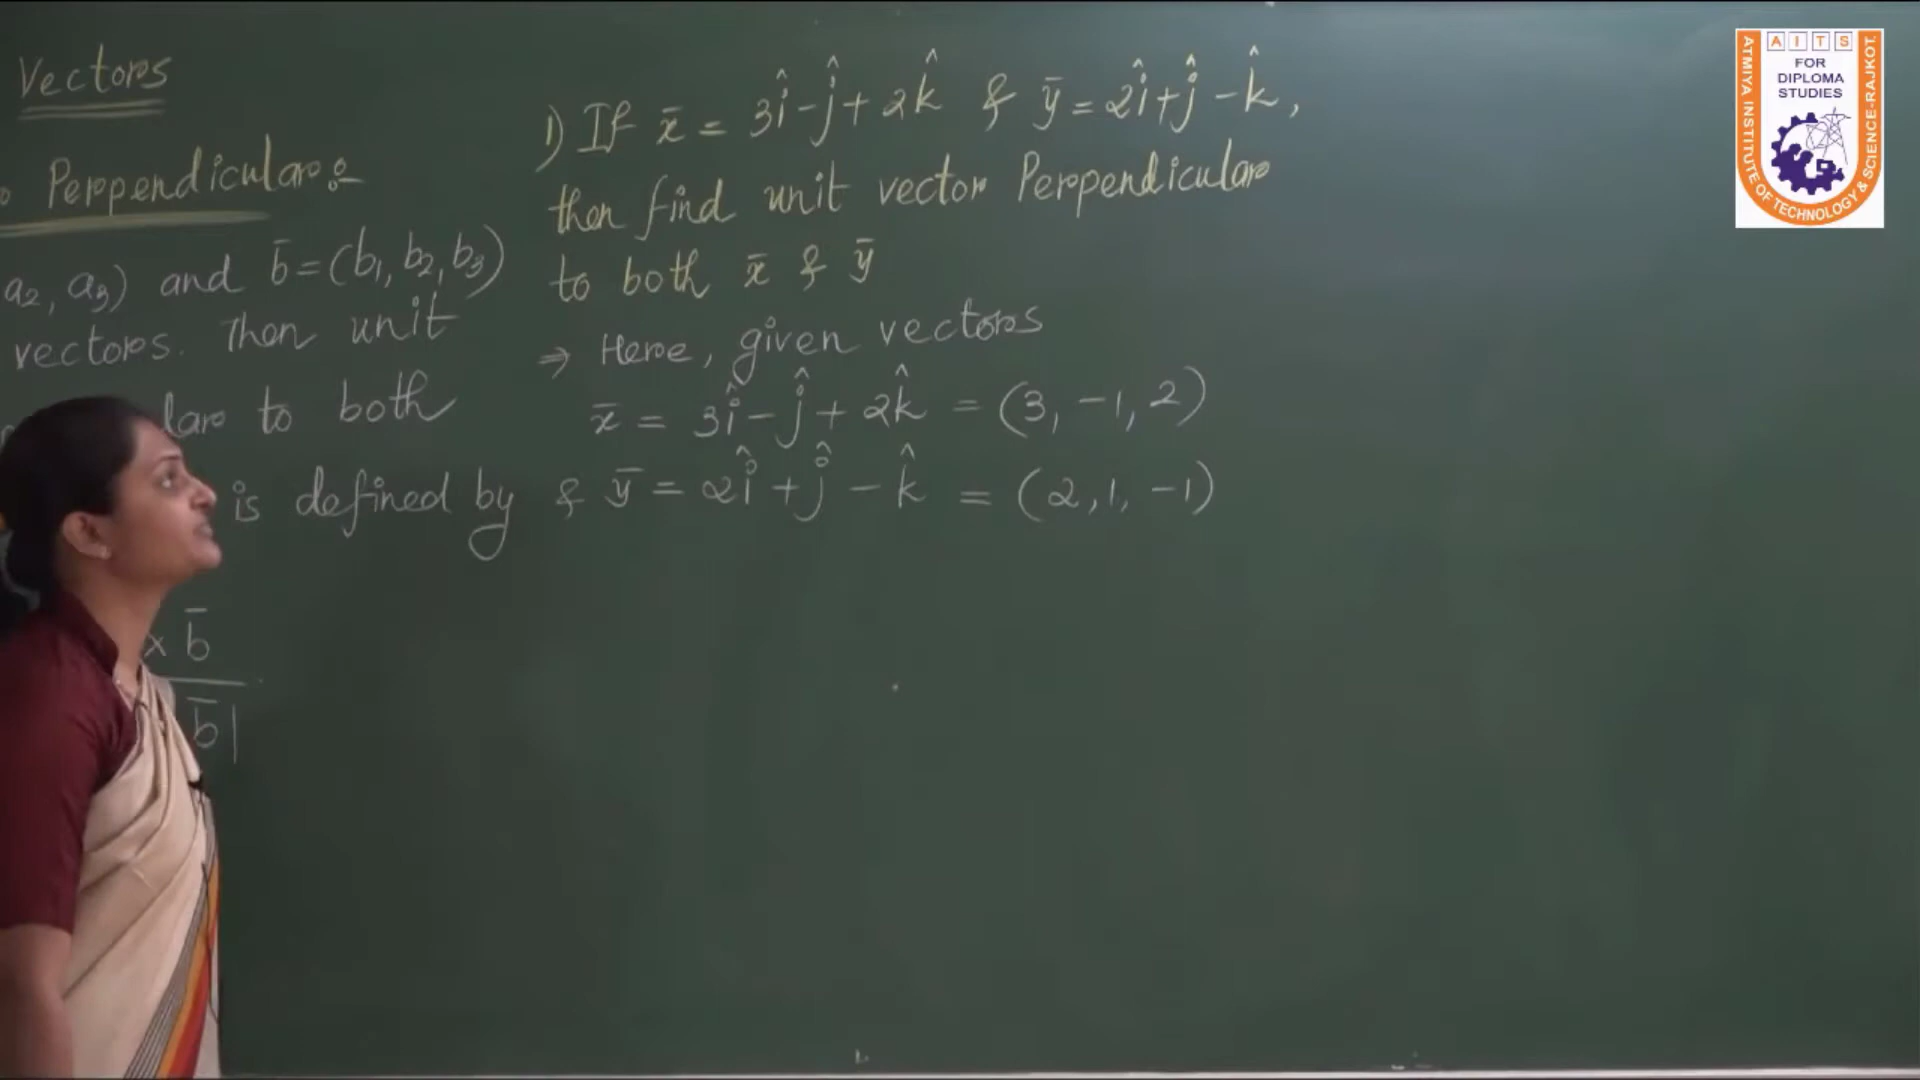 Vectors
Perpendicular:-
a₂, a₃) and b̄ = (b₁, b₂, b₃)
vectors. Then unit
lar to both
is defined by
× b̄
b̄|
1) If x̄ = 3î - ĵ + 2k̂ & ȳ = 2î + ĵ - k̂,
then find unit vector Perpendicular
to both x̄ & ȳ
⇒ Here, given vectors
x̄ = 3î - ĵ + 2k̂ = (3, -1, 2)
& ȳ = 2î + ĵ - k̂ = (2, 1, -1)
AITS
FOR
DIPLOMA
STUDIES
ATMIYA INSTITUTE OF TECHNOLOGY & SCIENCE-RAJKOT.